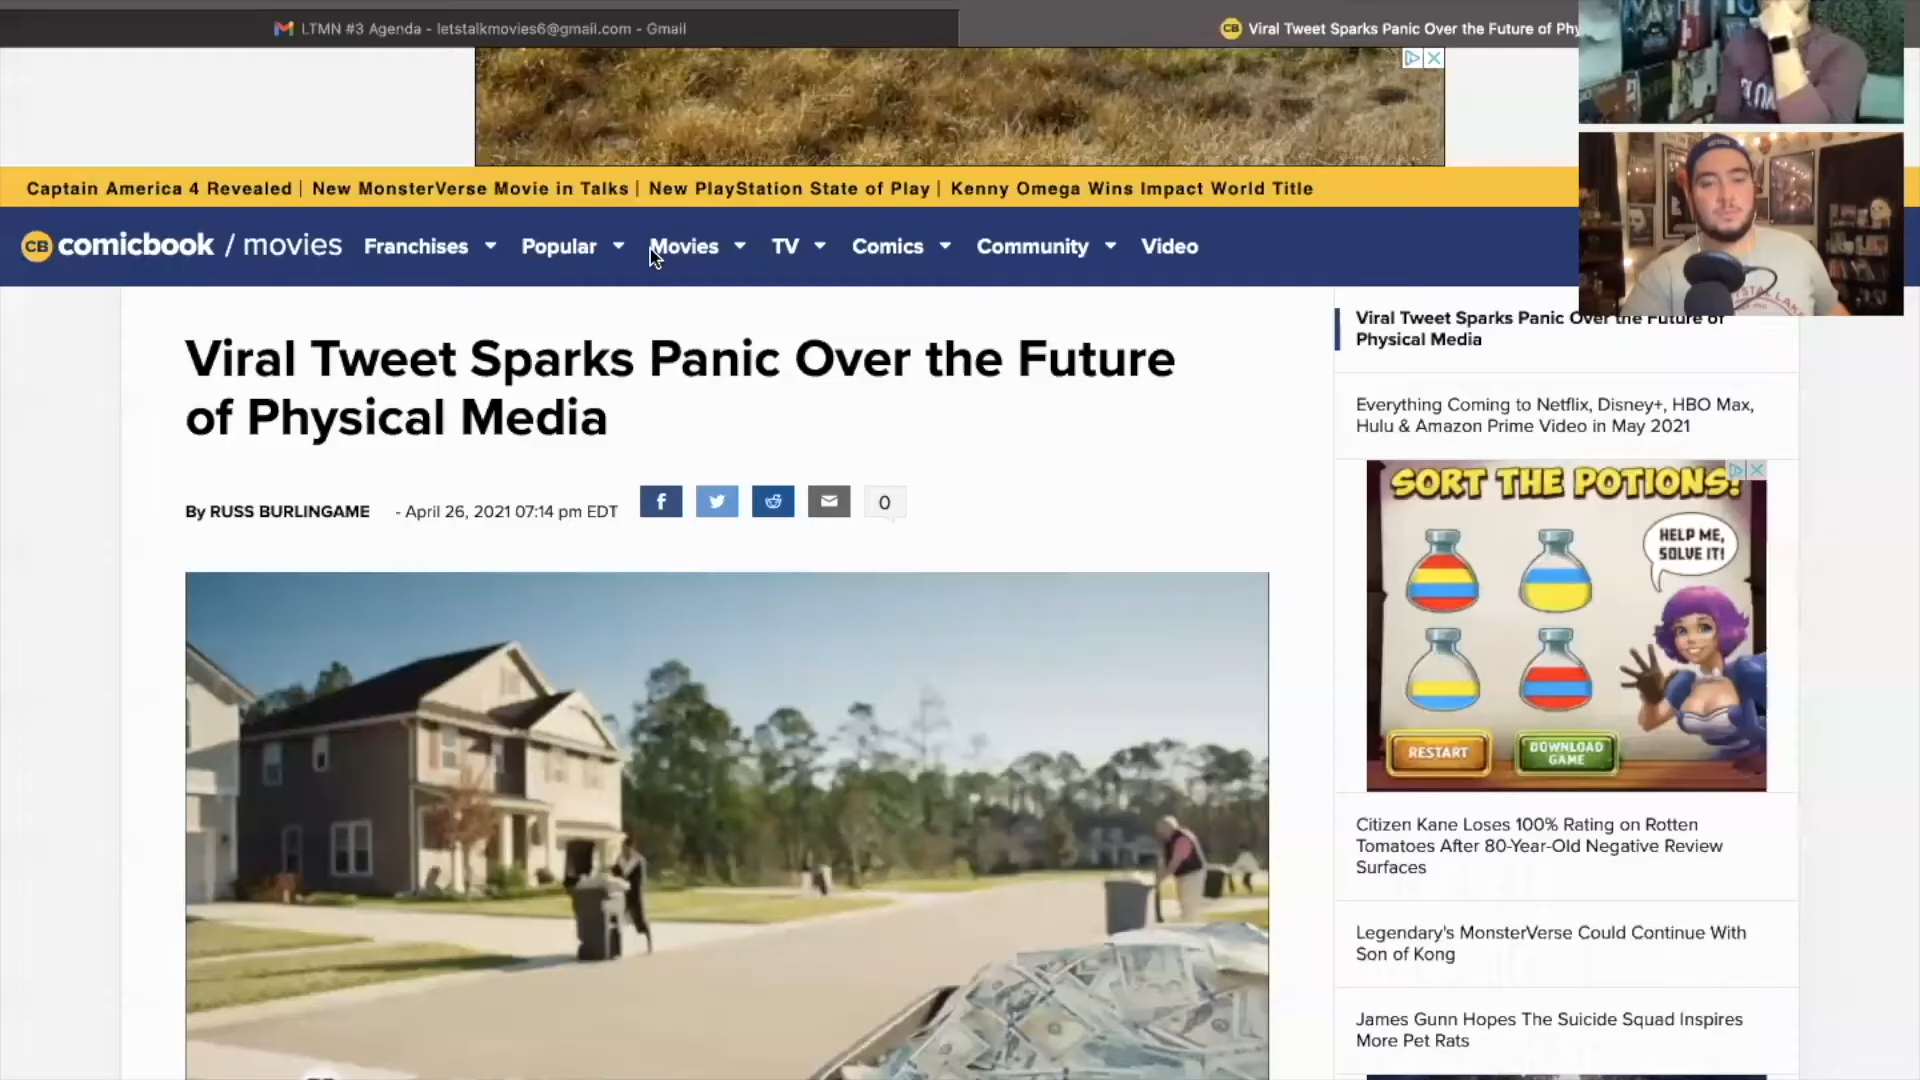 LTMN #3 Agenda - letstalkmovies6@gmail.com - Gmail
CB Viral Tweet Sparks Panic Over the Future of Phy
Captain America 4 Revealed | New MonsterVerse Movie in Talks | New PlayStation State of Play | Kenny Omega Wins Impact World Title
CB comicbook / movies Franchises Popular Movies TV Comics Community Video
Viral Tweet Sparks Panic Over the Future
of Physical Media
By RUSS BURLINGAME - April 26, 2021 07:14 pm EDT
f
0
Viral Tweet Sparks Panic Over the Future of
Physical Media
Everything Coming to Netflix, Disney+, HBO Max,
Hulu & Amazon Prime Video in May 2021
SORT THE POTIONS!
HELP ME,
SOLVE IT!
RESTART
DOWNLOAD
GAME
Citizen Kane Loses 100% Rating on Rotten
Tomatoes After 80-Year-Old Negative Review
Surfaces
Legendary's MonsterVerse Could Continue With
Son of Kong
James Gunn Hopes The Suicide Squad Inspires
More Pet Rats